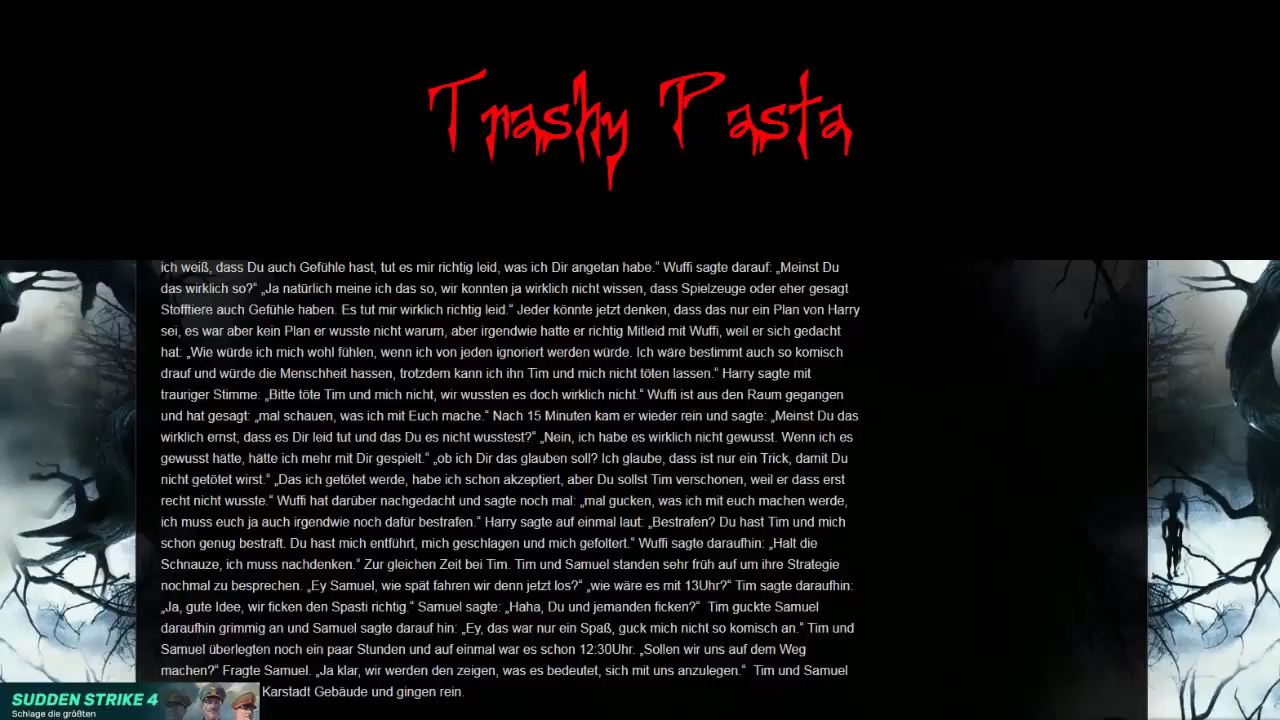 Trashy Pasta
ich weiß, dass Du auch Gefühle hast, tut es mir richtig leid, was ich Dir angetan habe.“ Wuffi sagte darauf: „Meinst Du
das wirklich so?“ „Ja natürlich meine ich das so, wir konnten ja wirklich nicht wissen, dass Spielzeuge oder eher gesagt
Stofftiere auch Gefühle haben. Es tut mir wirklich richtig leid.“ Jeder könnte jetzt denken, dass das nur ein Plan von Harry
sei, es war aber kein Plan er wusste nicht warum, aber irgendwie hatte er richtig Mitleid mit Wuffi, weil er sich gedacht
hat: „Wie würde ich mich wohl fühlen, wenn ich von jeden ignoriert werden würde. Ich wäre bestimmt auch so komisch
drauf und würde die Menschheit hassen, trotzdem kann ich ihn Tim und mich nicht töten lassen.“ Harry sagte mit
trauriger Stimme: „Bitte töte Tim und mich nicht, wir wussten es doch wirklich nicht.“ Wuffi ist aus den Raum gegangen
und hat gesagt: „mal schauen, was ich mit Euch mache.“ Nach 15 Minuten kam er wieder rein und sagte: „Meinst Du das
wirklich ernst, dass es Dir leid tut und das Du es nicht wusstest?“ „Nein, ich habe es wirklich nicht gewusst. Wenn ich es
gewusst hätte, hätte ich mehr mit Dir gespielt.“ „ob ich Dir das glauben soll? Ich glaube, dass ist nur ein Trick, damit Du
nicht getötet wirst.“ „Das ich getötet werde, habe ich schon akzeptiert, aber Du sollst Tim verschonen, weil er dass erst
recht nicht wusste.“ Wuffi hat darüber nachgedacht und sagte noch mal: „mal gucken, was ich mit euch machen werde,
ich muss euch ja auch irgendwie noch dafür bestrafen.“ Harry sagte auf einmal laut: „Bestrafen? Du hast Tim und mich
schon genug bestraft. Du hast mich entführt, mich geschlagen und mich gefoltert.“ Wuffi sagte daraufhin: „Halt die
Schnauze, ich muss nachdenken.“ Zur gleichen Zeit bei Tim. Tim und Samuel standen sehr früh auf um ihre Strategie
nochmal zu besprechen. „Ey Samuel, wie spät fahren wir denn jetzt los?“ „wie wäre es mit 13Uhr?“ Tim sagte daraufhin:
„Ja, gute Idee, wir ficken den Spasti richtig.“ Samuel sagte: „Haha, Du und jemanden ficken?“ Tim guckte Samuel
daraufhin grimmig an und Samuel sagte darauf hin: „Ey, das war nur ein Spaß, guck mich nicht so komisch an.“ Tim und
Samuel überlegten noch ein paar Stunden und auf einmal war es schon 12:30Uhr. „Sollen wir uns auf dem Weg
machen?“ Fragte Samuel. „Ja klar, wir werden den zeigen, was es bedeutet, sich mit uns anzulegen.“ Tim und Samuel
Karstadt Gebäude und gingen rein.
SUDDEN STRIKE 4
Schlage die größten